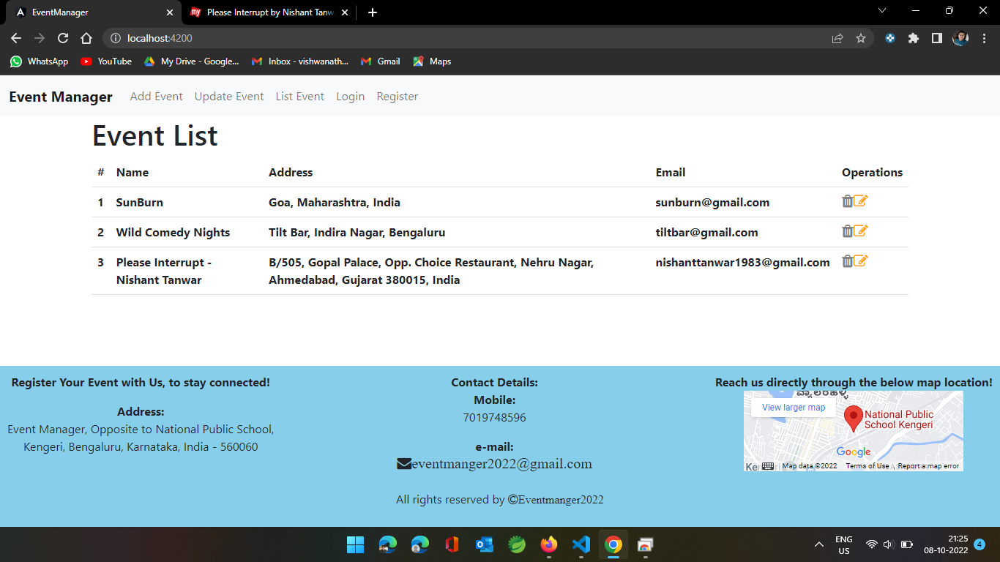 EventManager
my Please Interrupt by Nishant Tanw
localhost:4200
WhatsApp YouTube My Drive - Google... Inbox - vishwanath... Gmail Maps
Event Manager Add Event Update Event List Event Login Register
Event List
# Name Address Email Operations
1 SunBurn Goa, Maharashtra, India sunburn@gmail.com
2 Wild Comedy Nights Tilt Bar, Indira Nagar, Bengaluru tiltbar@gmail.com
3 Please Interrupt - B/505, Gopal Palace, Opp. Choice Restaurant, Nehru Nagar, nishanttanwar1983@gmail.com
Nishant Tanwar Ahmedabad, Gujarat 380015, India
Register Your Event with Us, to stay connected!
Address:
Event Manager, Opposite to National Public School,
Kengeri, Bengaluru, Karnataka, India - 560060
Contact Details:
Mobile:
7019748596
e-mail:
eventmanger2022@gmail.com
All rights reserved by ©Eventmanger2022
Reach us directly through the below map location!
View larger map
National Public
School Kengeri
Google
Map data ©2022 Terms of Use Report a map error
ENG
US
21:25
08-10-2022
4